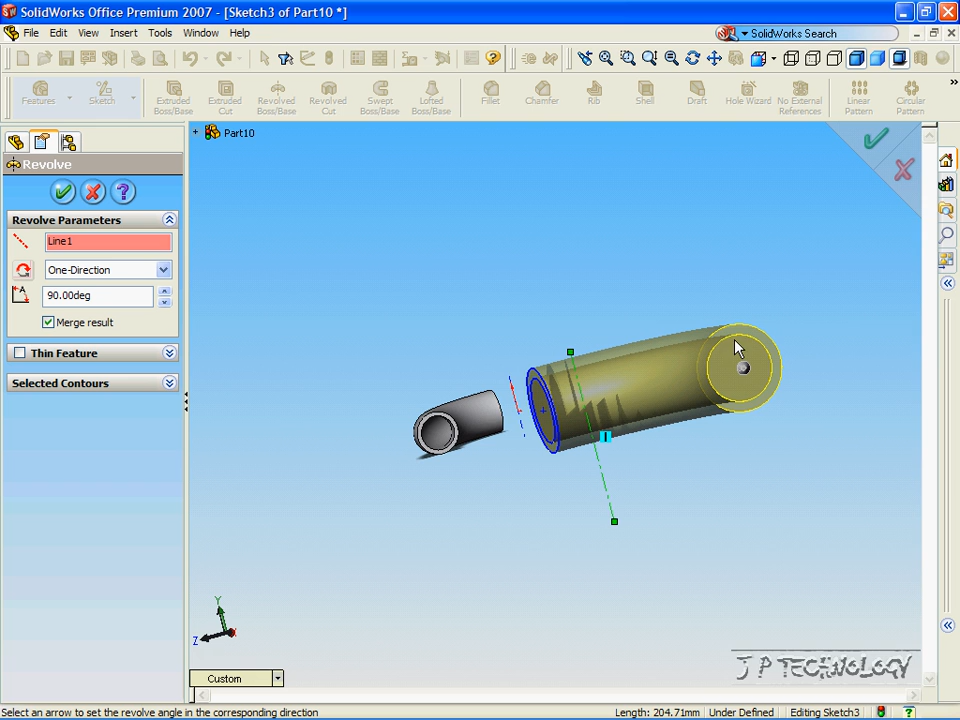 SolidWorks Office Premium 2007 - [Sketch3 of Part10 *]
File Edit View Insert Tools Window Help
SolidWorks Search
Features Sketch Extruded Boss/Base Extruded Cut Revolved Boss/Base Revolved Cut Swept Boss/Base Lofted Boss/Base Fillet Chamfer Rib Shell Draft Hole Wizard No External References Linear Pattern Circular Pattern
Part10
Revolve
Revolve Parameters
Line1
One-Direction
90.00deg
Merge result
Thin Feature
Selected Contours
Y
Z
X
Custom
J P TECHNOLOGY
Select an arrow to set the revolve angle in the corresponding direction
Length: 204.71mm Under Defined Editing Sketch3